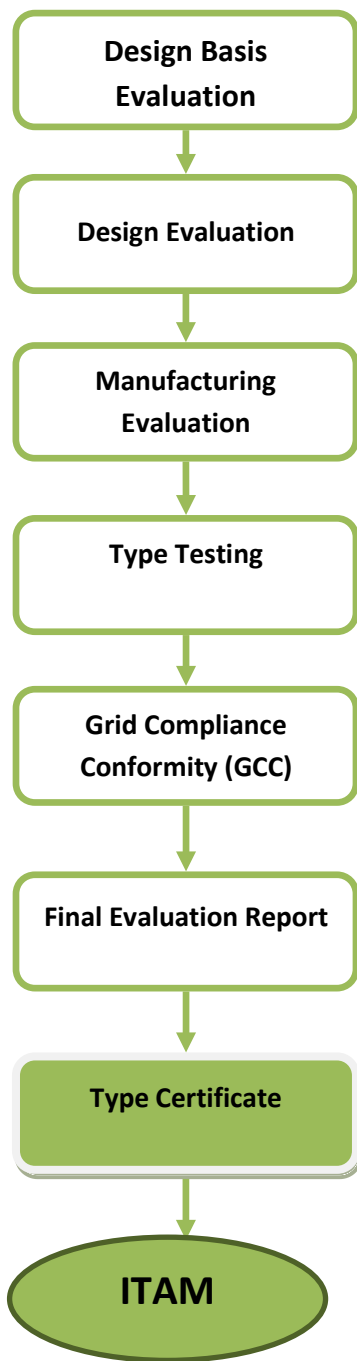 Design Basis
Evaluation
Design Evaluation
Manufacturing
Evaluation
Type Testing
Grid Compliance
Conformity (GCC)
Final Evaluation Report
Type Certificate
ITAM